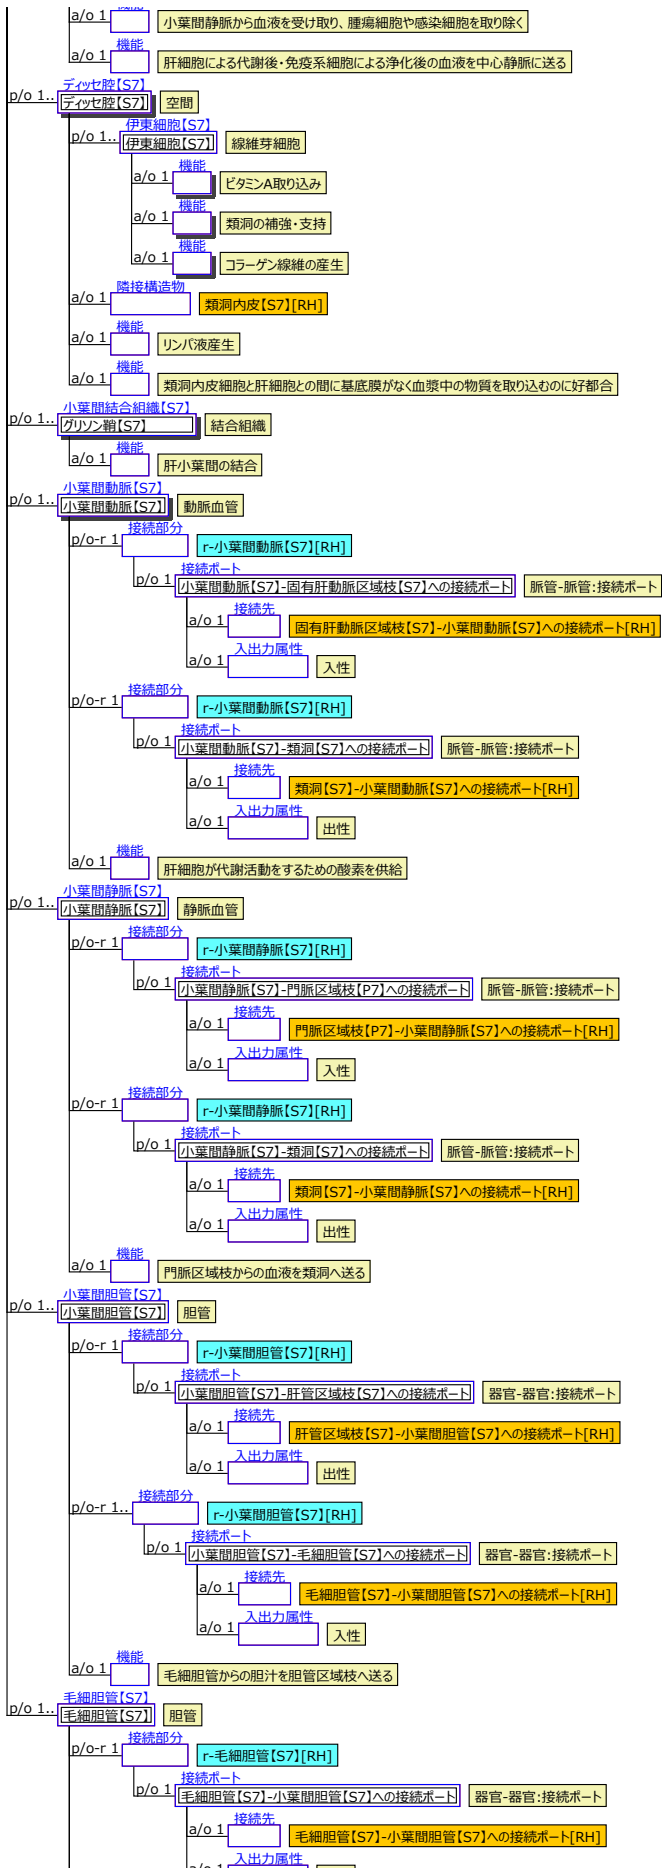 機能
a/o 1
小葉間静脈から血液を受け取り、腫瘍細胞や感染細胞を取り除く
機能
a/o 1
肝細胞による代謝後・免疫系細胞による浄化後の血液を中心静脈に送る
ディッセ腔【S7】
p/o 1..
ディッセ腔【S7】
空間
伊東細胞【S7】
p/o 1..
伊東細胞【S7】
線維芽細胞
機能
a/o 1
ビタミンA取り込み
機能
a/o 1
類洞の補強・支持
機能
a/o 1
コラーゲン線維の産生
隣接構造物
a/o 1
類洞内皮【S7】[RH]
機能
a/o 1
リンパ液産生
機能
a/o 1
類洞内皮細胞と肝細胞との間に基底膜がなく血漿中の物質を取り込むのに好都合
小葉間結合組織【S7】
p/o 1..
グリソン鞘【S7】
結合組織
機能
a/o 1
肝小葉間の結合
小葉間動脈【S7】
p/o 1..
小葉間動脈【S7】
動脈血管
接続部分
p/o-r 1
r-小葉間動脈【S7】[RH]
接続ポート
p/o 1
小葉間動脈【S7】-固有肝動脈区域枝【S7】への接続ポート
脈管-脈管:接続ポート
接続先
a/o 1
固有肝動脈区域枝【S7】-小葉間動脈【S7】への接続ポート[RH]
入出力属性
a/o 1
入性
接続部分
p/o-r 1
r-小葉間動脈【S7】[RH]
接続ポート
p/o 1
小葉間動脈【S7】-類洞【S7】への接続ポート
脈管-脈管:接続ポート
接続先
a/o 1
類洞【S7】-小葉間動脈【S7】への接続ポート[RH]
入出力属性
a/o 1
出性
機能
a/o 1
肝細胞が代謝活動をするための酸素を供給
小葉間静脈【S7】
p/o 1..
小葉間静脈【S7】
静脈血管
接続部分
p/o-r 1
r-小葉間静脈【S7】[RH]
接続ポート
p/o 1
小葉間静脈【S7】-門脈区域枝【P7】への接続ポート
脈管-脈管:接続ポート
接続先
a/o 1
門脈区域枝【P7】-小葉間静脈【S7】への接続ポート[RH]
入出力属性
a/o 1
入性
接続部分
p/o-r 1
r-小葉間静脈【S7】[RH]
接続ポート
p/o 1
小葉間静脈【S7】-類洞【S7】への接続ポート
脈管-脈管:接続ポート
接続先
a/o 1
類洞【S7】-小葉間静脈【S7】への接続ポート[RH]
入出力属性
a/o 1
出性
機能
a/o 1
門脈区域枝からの血液を類洞へ送る
小葉間胆管【S7】
p/o 1..
小葉間胆管【S7】
胆管
接続部分
p/o-r 1
r-小葉間胆管【S7】[RH]
接続ポート
p/o 1
小葉間胆管【S7】-肝管区域枝【S7】への接続ポート
器官-器官:接続ポート
接続先
a/o 1
肝管区域枝【S7】-小葉間胆管【S7】への接続ポート[RH]
入出力属性
a/o 1
出性
接続部分
p/o-r 1..
r-小葉間胆管【S7】[RH]
接続ポート
p/o 1
小葉間胆管【S7】-毛細胆管【S7】への接続ポート
器官-器官:接続ポート
接続先
a/o 1
毛細胆管【S7】-小葉間胆管【S7】への接続ポート[RH]
入出力属性
a/o 1
入性
機能
a/o 1
毛細胆管からの胆汁を胆管区域枝へ送る
毛細胆管【S7】
p/o 1..
毛細胆管【S7】
胆管
接続部分
p/o-r 1
r-毛細胆管【S7】[RH]
接続ポート
p/o 1
毛細胆管【S7】-小葉間胆管【S7】への接続ポート
器官-器官:接続ポート
接続先
a/o 1
毛細胆管【S7】-小葉間胆管【S7】への接続ポート[RH]
入出力属性
a/o 1